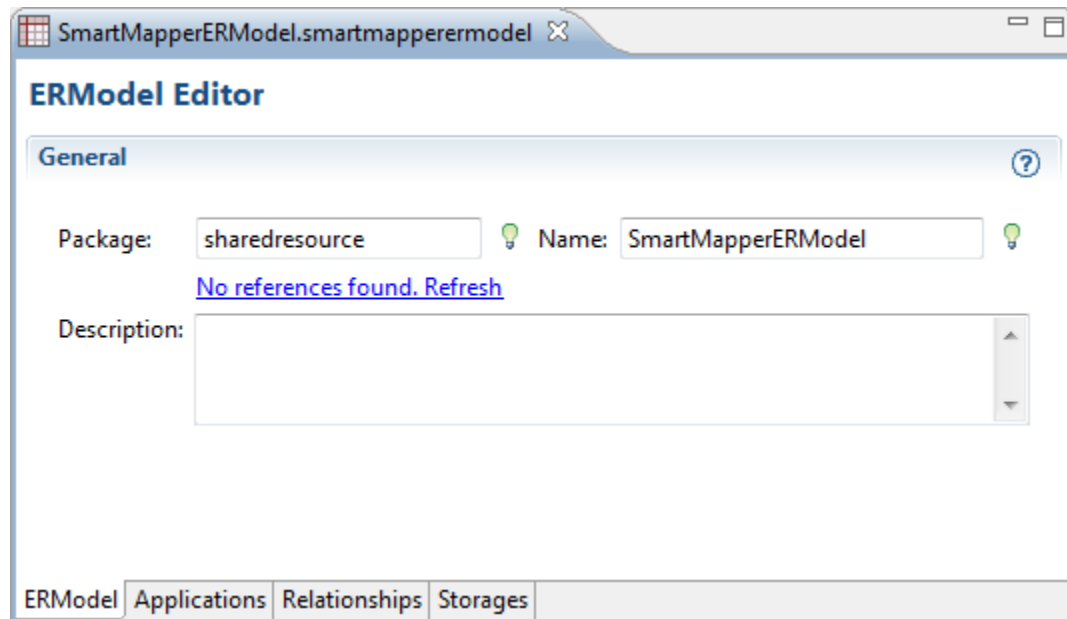 SmartMapperERModel.smartmapperermodel
ERModel Editor
General
Package: sharedresource Name: SmartMapperERModel
No references found. Refresh
Description:
ERModel Applications Relationships Storages